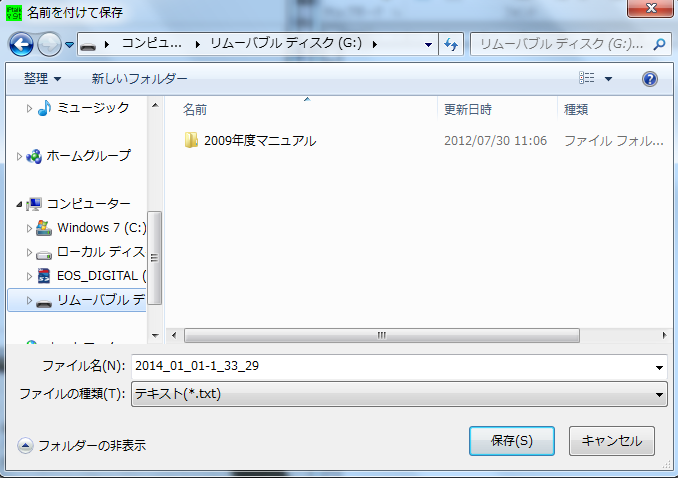 名前を付けて保存
コンピュ... リムーバブル ディスク (G:)
リムーバブル ディスク (G:)...
整理 新しいフォルダー
名前 更新日時 種類
2009年度マニュアル 2012/07/30 11:06 ファイル フォル...
ミュージック
ホームグループ
コンピューター
Windows 7 (C:)
ローカル ディス
EOS_DIGITAL (
リムーバブル デ
ファイル名(N): 2014_01_01-1_33_29
ファイルの種類(T): テキスト(*.txt)
フォルダーの非表示 保存(S) キャンセル